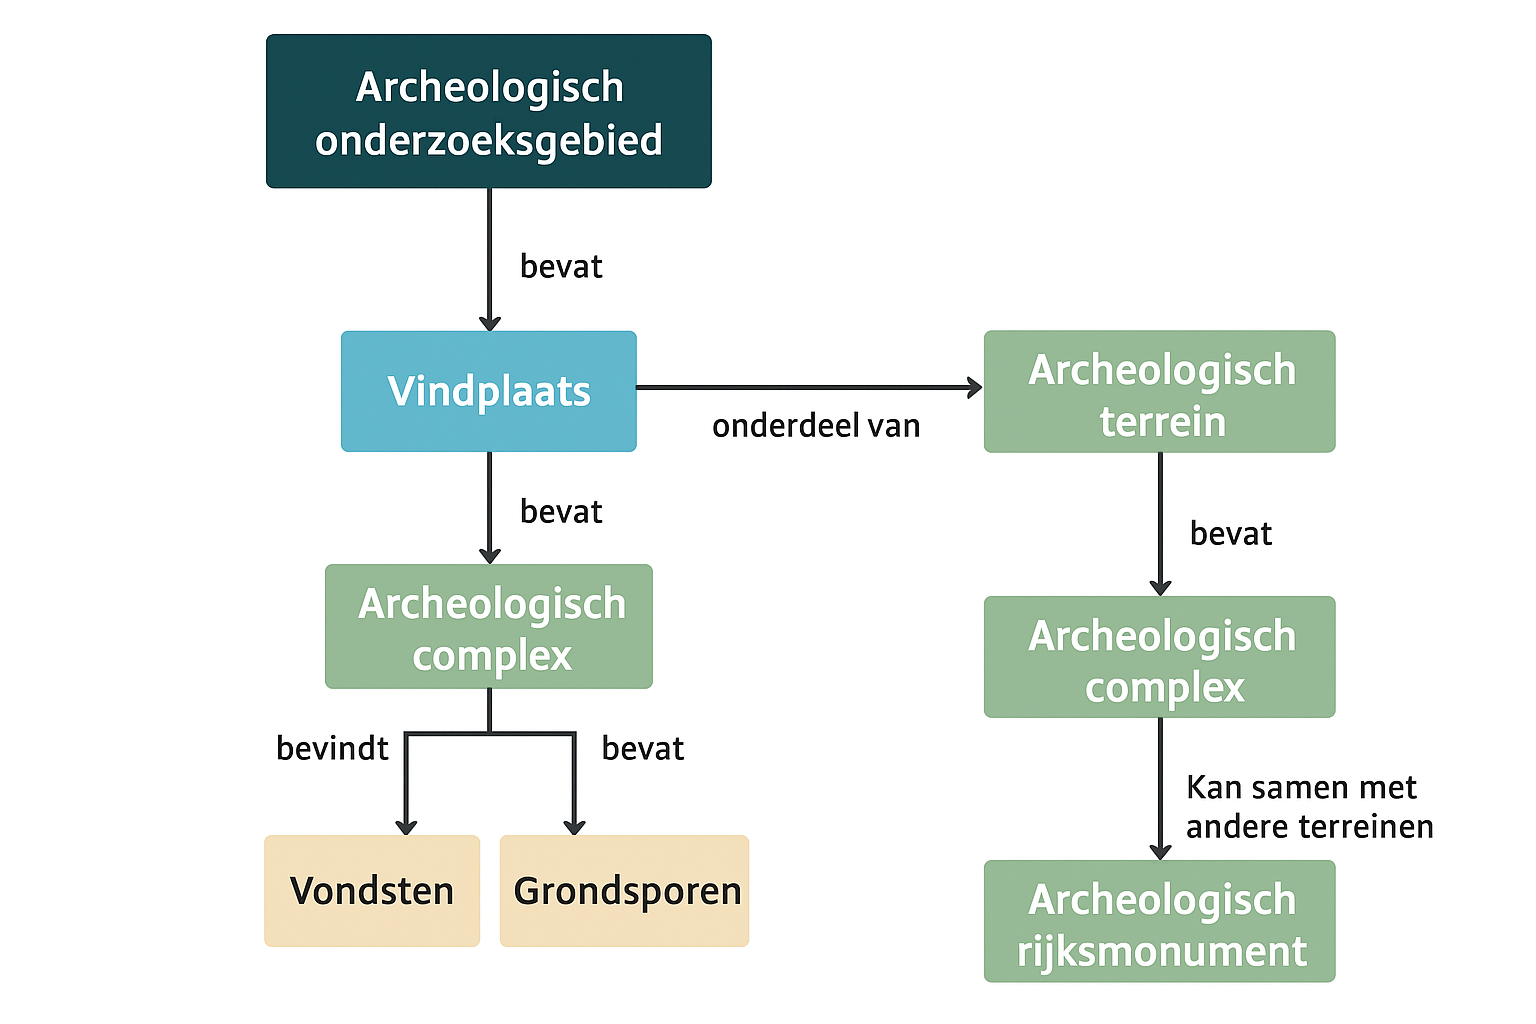 Archeologisch
onderzoeksgebied
bevat
Vindplaats
onderdeel van
Archeologisch
terrein
bevat
bevat
Archeologisch
complex
Archeologisch
complex
bevindt
bevat
Kan samen met
andere terreinen
Vondsten
Grondsporen
Archeologisch
rijksmonument